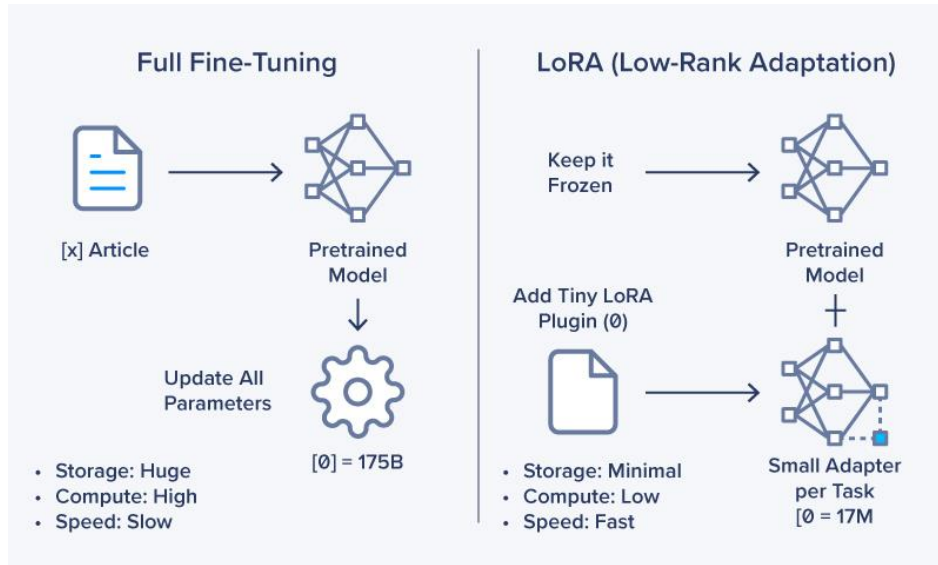 Full Fine-Tuning
[x] Article
Pretrained
Model
Update All
Parameters
[0] = 175B
• Storage: Huge
• Compute: High
• Speed: Slow
LoRA (Low-Rank Adaptation)
Keep it
Frozen
Pretrained
Model
+
Add Tiny LoRA
Plugin (0)
Small Adapter
per Task
[0 = 17M
• Storage: Minimal
• Compute: Low
• Speed: Fast